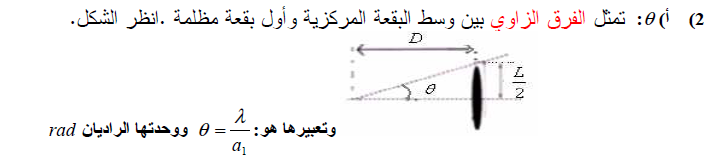 2) أ) θ: تمثل الفرق الزاوي بين وسط البقعة المركزية وأول بقعة مظلمة .انظر الشكل.
D
θ
L/2
وتعبيرها هو: θ = λ/a₁ ووحدتها الراديان rad